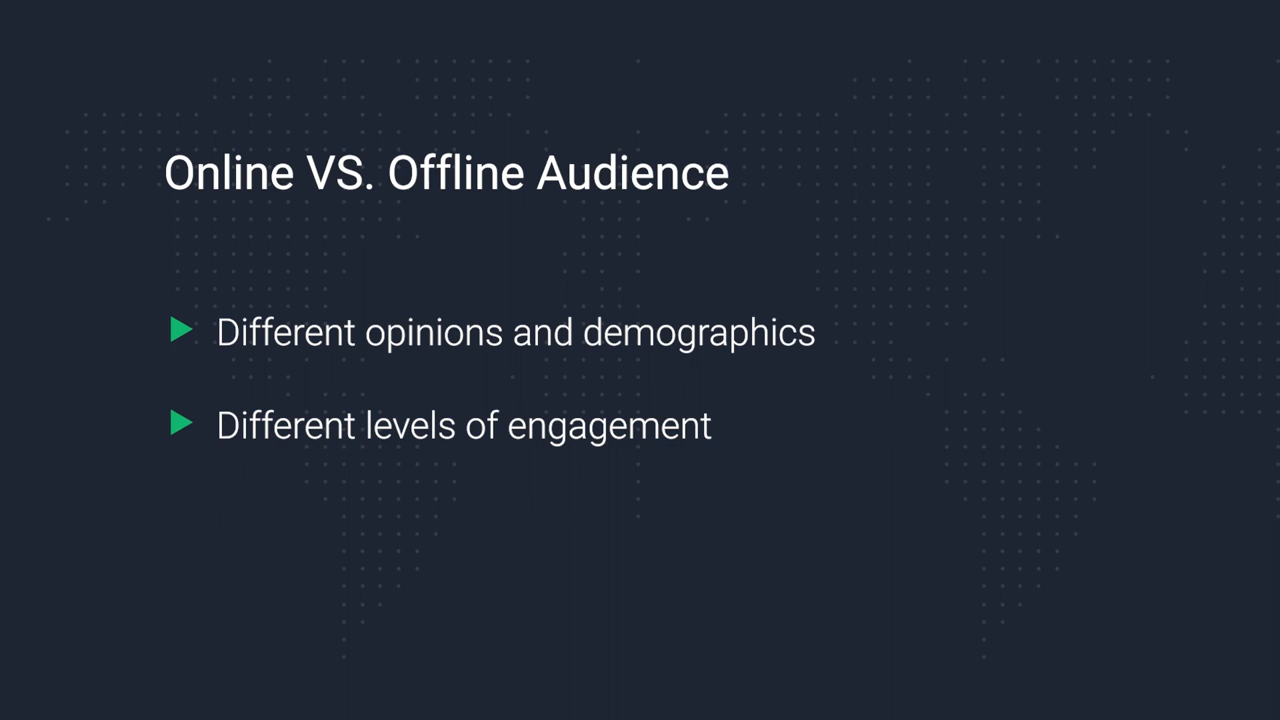 Online VS. Offline Audience
Different opinions and demographics
Different levels of engagement